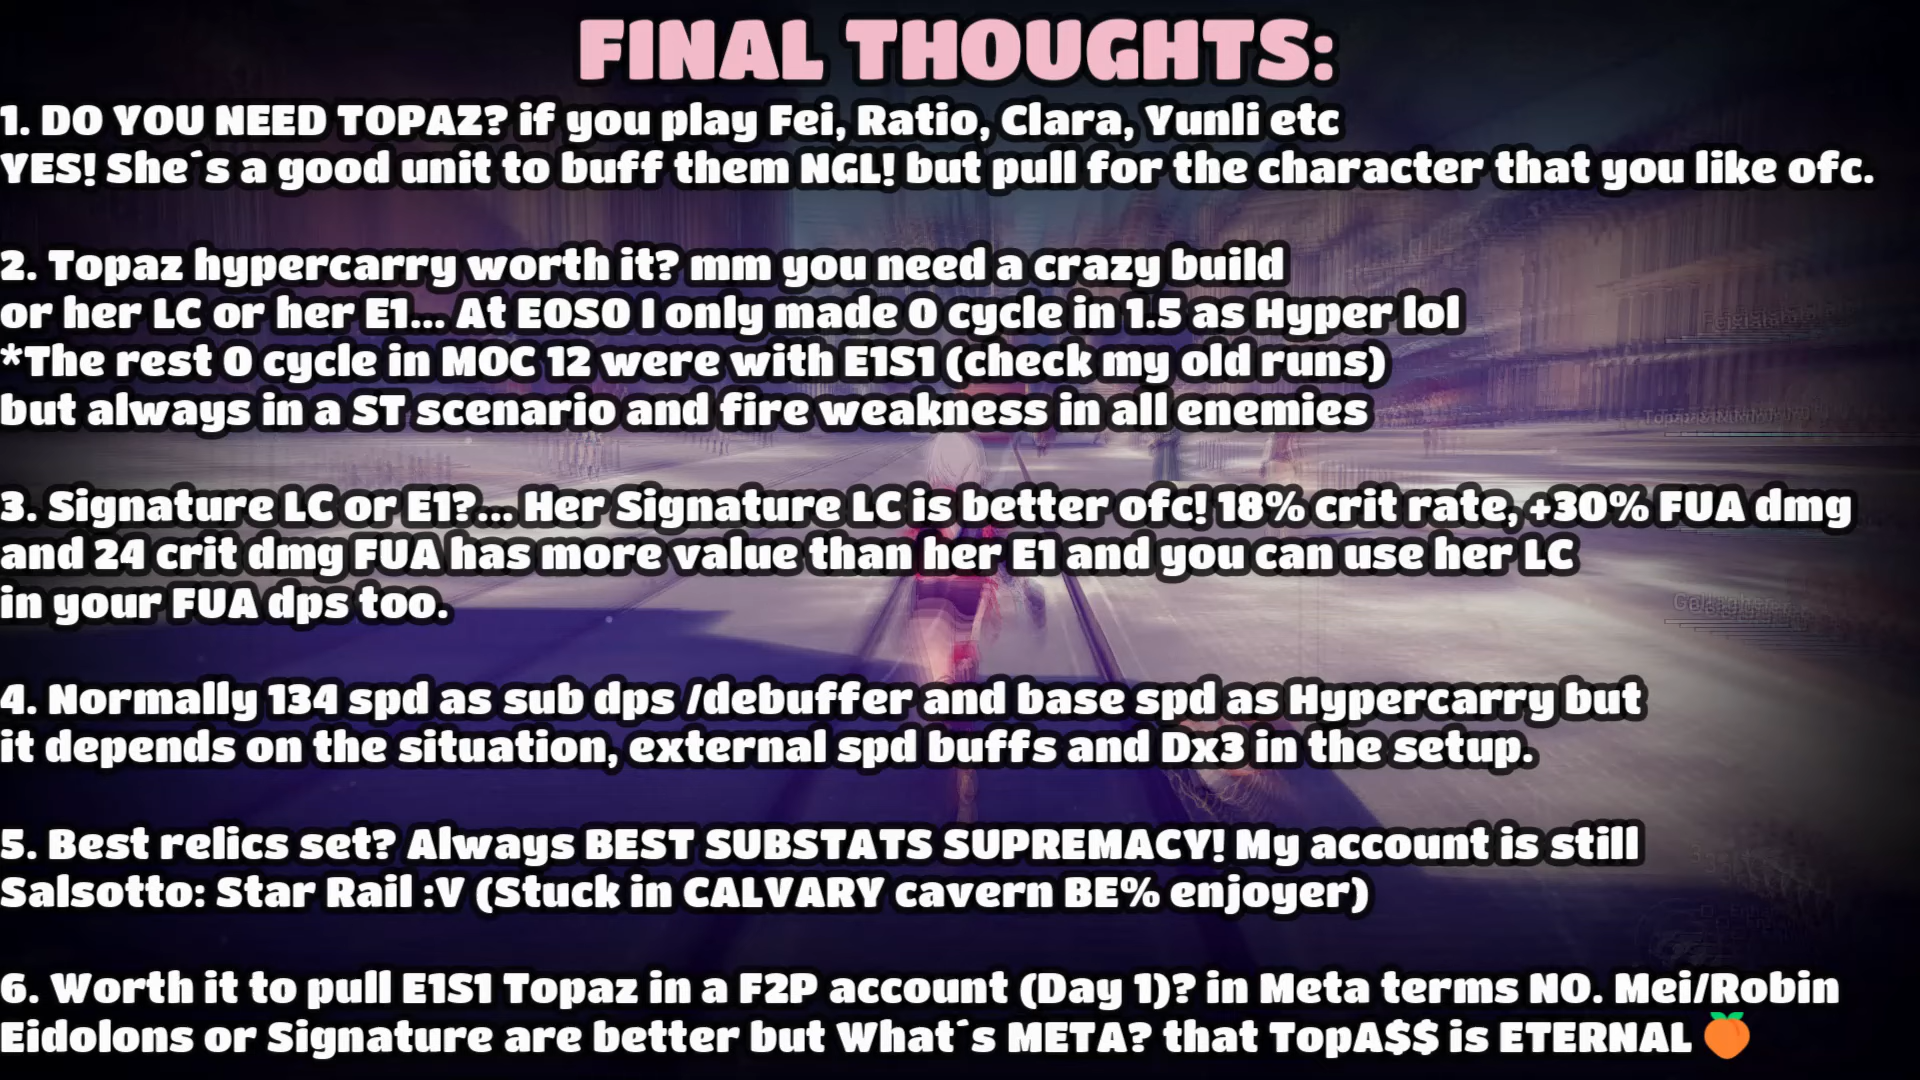 FINAL THOUGHTS:
1. DO YOU NEED TOPAZ? if you play Fei, Ratio, Clara, Yunli etc
YES! She´s a good unit to buff them NGL! but pull for the character that you like ofc.
2. Topaz hypercarry worth it? mm you need a crazy build
or her LC or her E1... At E0S0 I only made 0 cycle in 1.5 as Hyper lol
*The rest 0 cycle in MOC 12 were with E1S1 (check my old runs)
but always in a ST scenario and fire weakness in all enemies
3. Signature LC or E1?... Her Signature LC is better ofc! 18% crit rate, +30% FUA dmg
and 24 crit dmg FUA has more value than her E1 and you can use her LC
in your FUA dps too.
4. Normally 134 spd as sub dps /debuffer and base spd as Hypercarry but
it depends on the situation, external spd buffs and Dx3 in the setup.
5. Best relics set? Always BEST SUBSTATS SUPREMACY! My account is still
Salsotto: Star Rail :V (Stuck in CALVARY cavern BE% enjoyer)
6. Worth it to pull E1S1 Topaz in a F2P account (Day 1)? in Meta terms NO. Mei/Robin
Eidolons or Signature are better but What´s META? that TopA$$ is ETERNAL 🍑